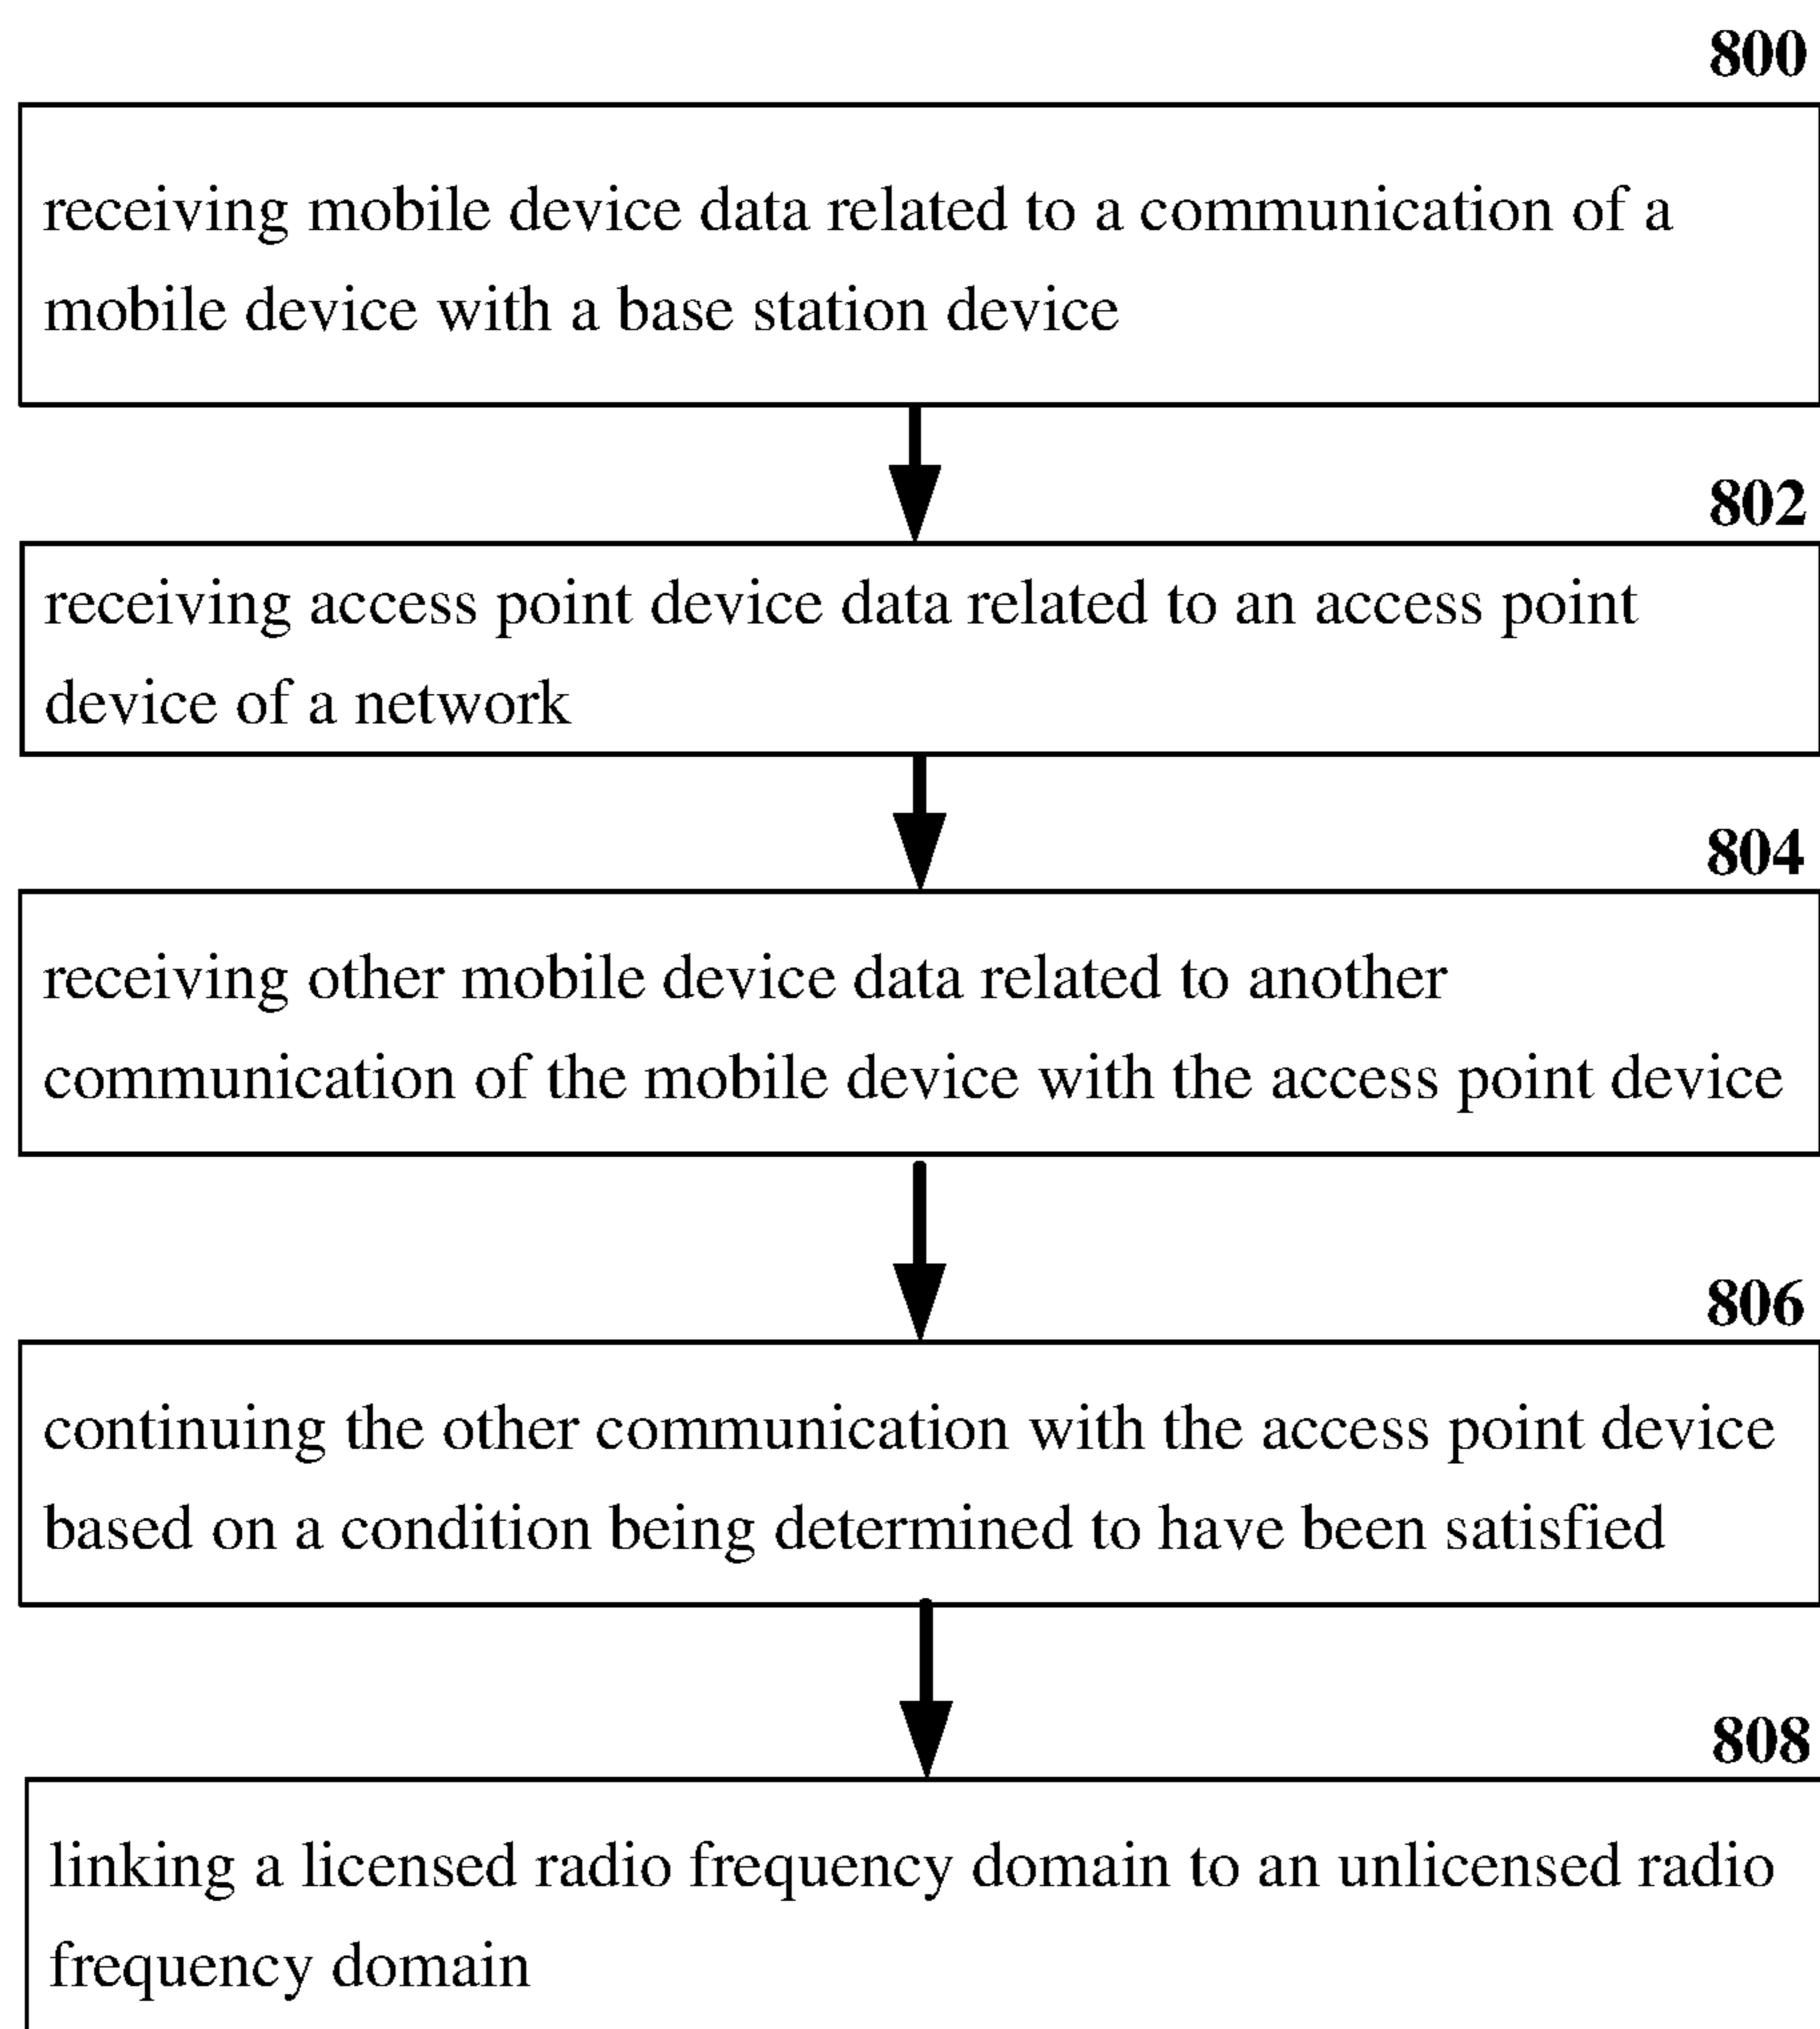 800
receiving mobile device data related to a communication of a
mobile device with a base station device
802
receiving access point device data related to an access point
device of a network
804
receiving other mobile device data related to another
communication of the mobile device with the access point device
806
continuing the other communication with the access point device
based on a condition being determined to have been satisfied
808
linking a licensed radio frequency domain to an unlicensed radio
frequency domain